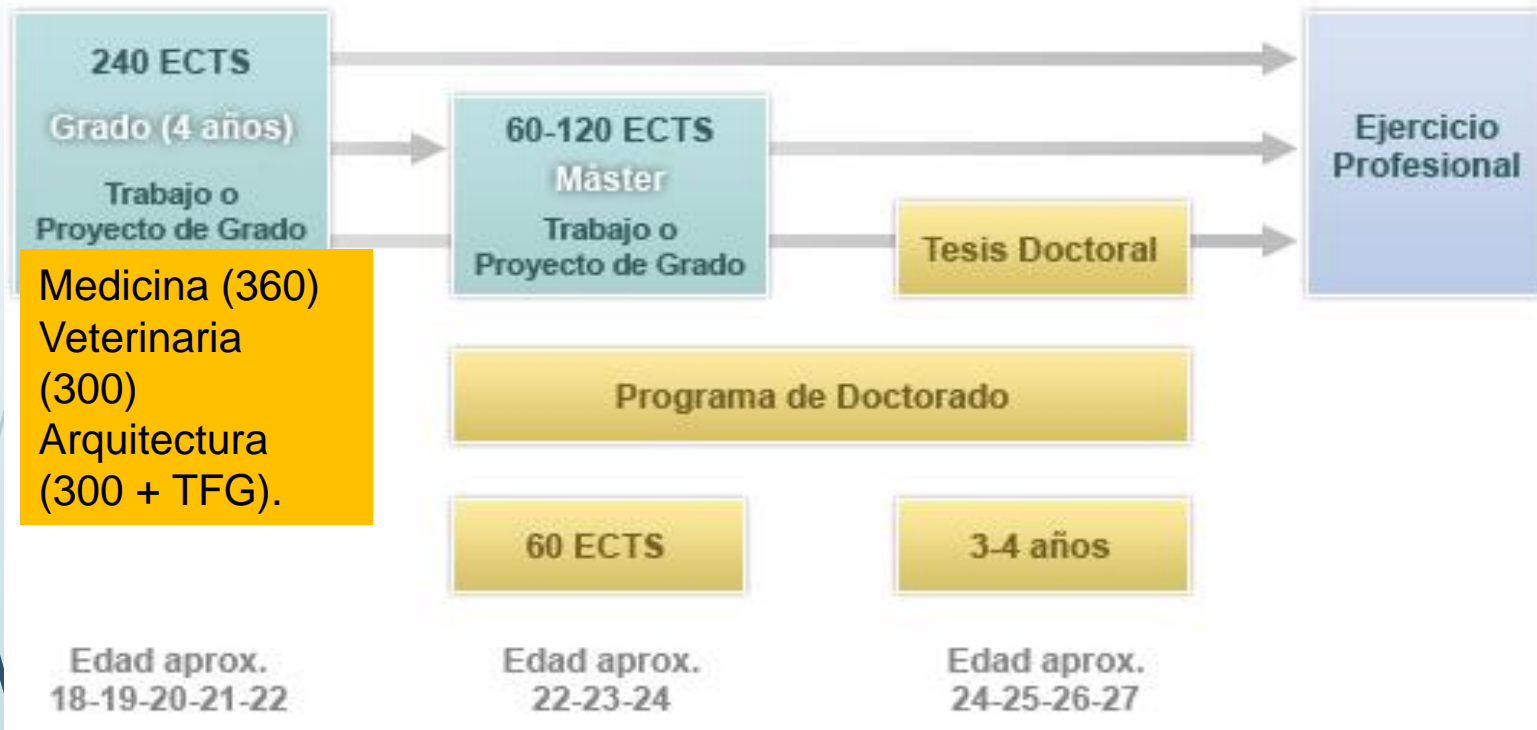 240 ECTS
Grado (4 años)
Trabajo o
Proyecto de Grado
Medicina (360)
Veterinaria
(300)
Arquitectura
(300 + TFG).
60-120 ECTS
Máster
Trabajo o
Proyecto de Grado
Tesis Doctoral
Ejercicio
Profesional
Programa de Doctorado
60 ECTS
3-4 años
Edad aprox.
18-19-20-21-22
Edad aprox.
22-23-24
Edad aprox.
24-25-26-27